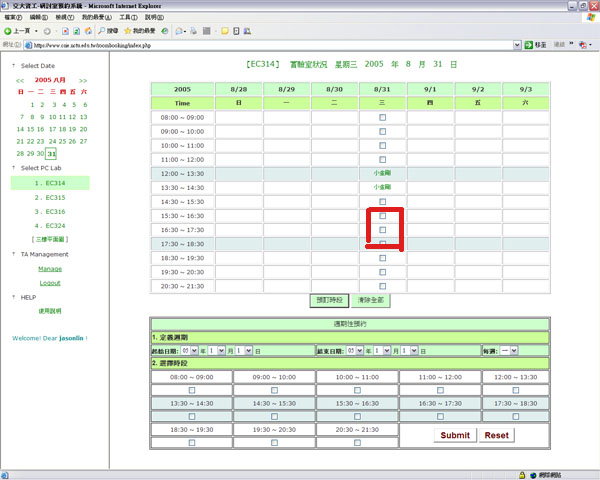 交大資工-研討室預約系統 - Microsoft Internet Explorer
檔案(F) 編輯(E) 檢視(V) 我的最愛(A) 工具(T) 說明(H)
上一頁 搜尋 我的最愛
網址(D) http://www.csie.nctu.edu.tw/roombooking/index.php 移至 連結
Select Date
<< 2005 八月 >>
日 一 二 三 四 五 六
1 2 3 4 5 6
7 8 9 10 11 12 13
14 15 16 17 18 19 20
21 22 23 24 25 26 27
28 29 30 31
Select PC Lab
1 . EC314
2 . EC315
3 . EC316
4 . EC324
[ 三樓平面圖 ]
TA Management
Manage
Logout
HELP
使用說明
Welcome! Dear jasonlin !
[EC314] 實驗室狀況 星期三 2005 年 8 月 31 日
2005 8/28 8/29 8/30 8/31 9/1 9/2 9/3
Time 日 一 二 三 四 五 六
08:00 ~ 09:00
09:00 ~ 10:00
10:00 ~ 11:00
11:00 ~ 12:00
12:00 ~ 13:30 小金剛
13:30 ~ 14:30 小金剛
14:30 ~ 15:30
15:30 ~ 16:30
16:30 ~ 17:30
17:30 ~ 18:30
18:30 ~ 19:30
19:30 ~ 20:30
20:30 ~ 21:30
預訂時段 清除全部
週期性預約
1. 定義週期
起始日期: 05 年 1 月 1 日 結束日期: 05 年 1 月 1 日 每週: 一
2. 選擇時段
08:00 ~ 09:00 09:00 ~ 10:00 10:00 ~ 11:00 11:00 ~ 12:00 12:00 ~ 13:30
13:30 ~ 14:30 14:30 ~ 15:30 15:30 ~ 16:30 16:30 ~ 17:30 17:30 ~ 18:30
18:30 ~ 19:30 19:30 ~ 20:30 20:30 ~ 21:30
Submit Reset
網際網路